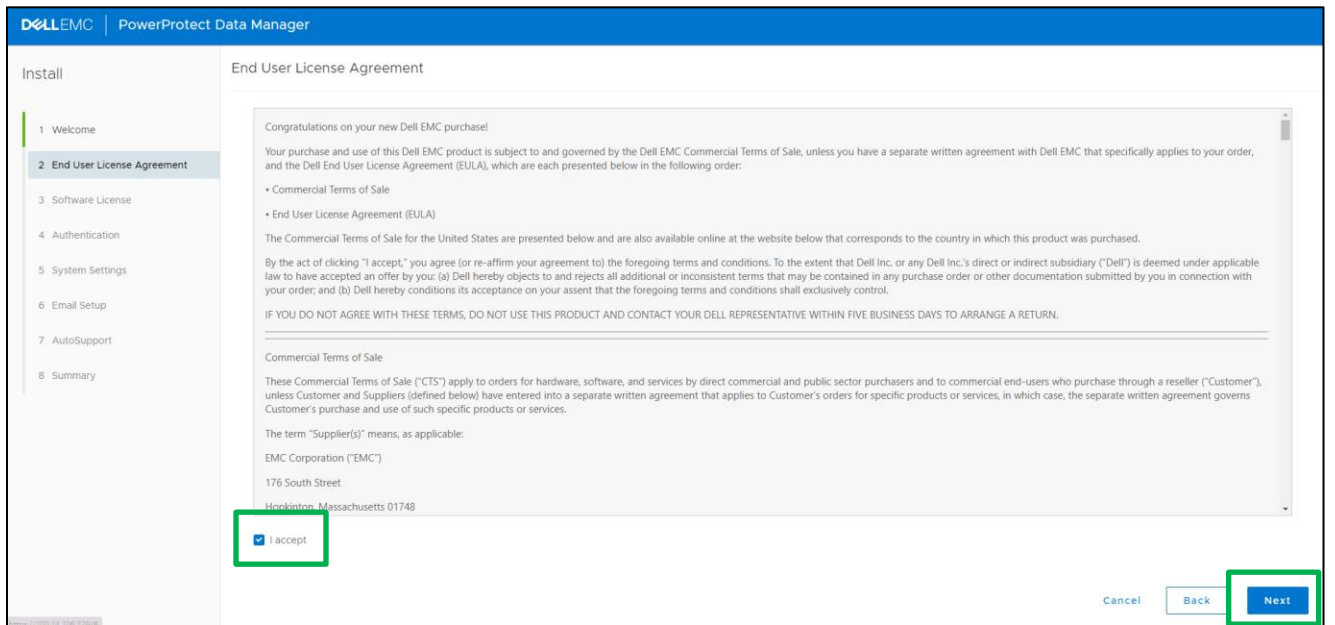 DELLEMC | PowerProtect Data Manager
Install
1 Welcome
2 End User License Agreement
3 Software License
4 Authentication
5 System Settings
6 Email Setup
7 AutoSupport
8 Summary
End User License Agreement
Congratulations on your new Dell EMC purchase!
Your purchase and use of this Dell EMC product is subject to and governed by the Dell EMC Commercial Terms of Sale, unless you have a separate written agreement with Dell EMC that specifically applies to your order,
and the Dell End User License Agreement (EULA), which are each presented below in the following order:
• Commercial Terms of Sale
• End User License Agreement (EULA)
The Commercial Terms of Sale for the United States are presented below and are also available online at the website below that corresponds to the country in which this product was purchased.
By the act of clicking "I accept," you agree (or re-affirm your agreement to) the foregoing terms and conditions. To the extent that Dell Inc. or any Dell Inc.'s direct or indirect subsidiary ("Dell") is deemed under applicable
law to have accepted an offer by you: (a) Dell hereby objects to and rejects all additional or inconsistent terms that may be contained in any purchase order or other documentation submitted by you in connection with
your order; and (b) Dell hereby conditions its acceptance on your assent that the foregoing terms and conditions shall exclusively control.
IF YOU DO NOT AGREE WITH THESE TERMS, DO NOT USE THIS PRODUCT AND CONTACT YOUR DELL REPRESENTATIVE WITHIN FIVE BUSINESS DAYS TO ARRANGE A RETURN.
Commercial Terms of Sale
These Commercial Terms of Sale ("CTS") apply to orders for hardware, software, and services by direct commercial and public sector purchasers and to commercial end-users who purchase through a reseller ("Customer"),
unless Customer and Suppliers (defined below) have entered into a separate written agreement that applies to Customer's orders for specific products or services, in which case, the separate written agreement governs
Customer's purchase and use of such specific products or services.
The term "Supplier(s)" means, as applicable:
EMC Corporation ("EMC")
176 South Street
Hopkinton, Massachusetts 01748
I accept
Cancel
Back
Next